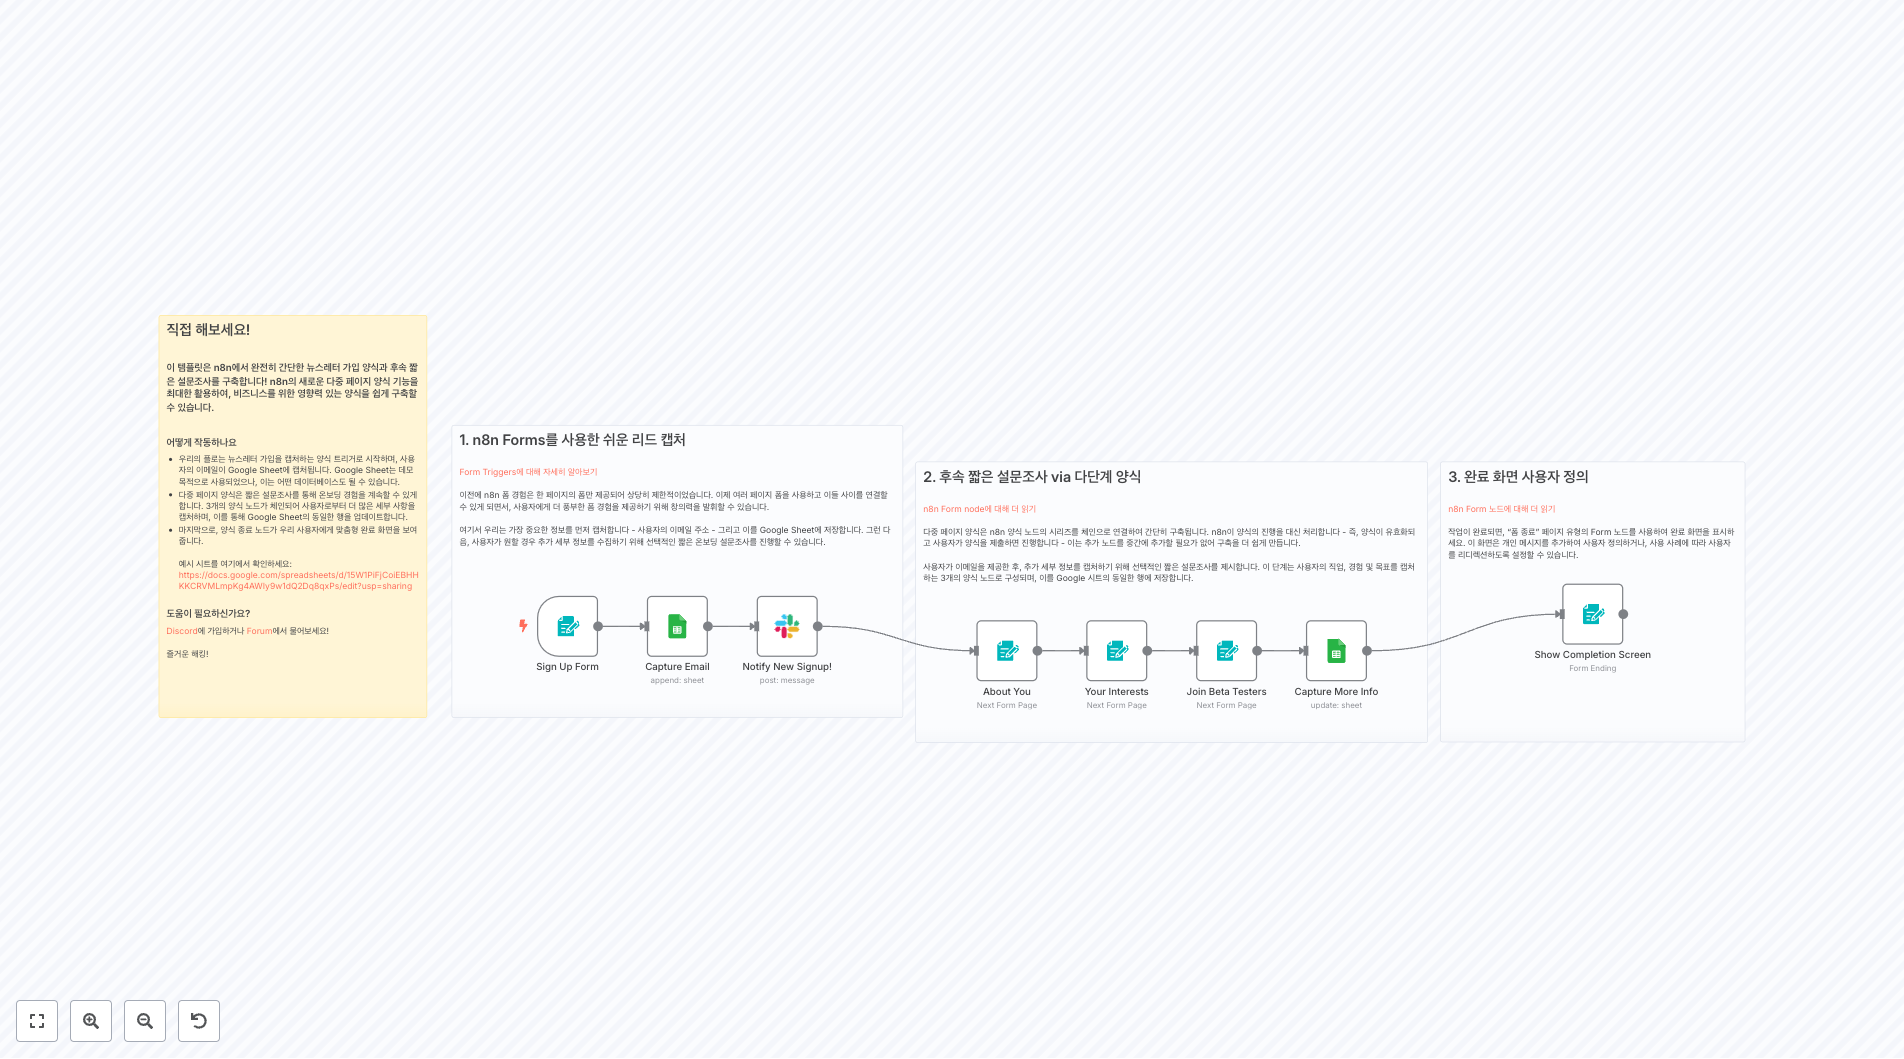 직접 해보세요!
이 템플릿은 n8n에서 완전히 간단한 뉴스레터 가입 양식과 후속 짧
은 설문조사를 구축합니다! n8n의 새로운 다중 페이지 양식 기능을
최대한 활용하여, 비즈니스를 위한 영향력 있는 양식을 쉽게 구축할
수 있습니다.
어떻게 작동하나요
우리의 플로는 뉴스레터 가입을 캡처하는 양식 트리거로 시작하며, 사용
자의 이메일이 Google Sheet에 캡처됩니다. Google Sheet는 데모
목적으로 사용되었으나, 이는 어떤 데이터베이스도 될 수 있습니다.
다중 페이지 양식은 짧은 설문조사를 통해 온보딩 경험을 계속할 수 있게
합니다. 3개의 양식 노드가 체인되어 사용자로부터 더 많은 세부 사항을
캡처하며, 이를 통해 Google Sheet의 동일한 행을 업데이트합니다.
마지막으로, 양식 종료 노드가 우리 사용자에게 맞춤형 완료 화면을 보여
줍니다.
예시 시트를 여기에서 확인하세요:
https://docs.google.com/spreadsheets/d/15W1PiFjCoiEBHH
KKCRVMLmpKg4AWIy9w1dQ2Dq8qxPs/edit?usp=sharing
도움이 필요하신가요?
Discord에 가입하거나 Forum에서 물어보세요!
즐거운 해킹!
1. n8n Forms를 사용한 쉬운 리드 캡처
Form Triggers에 대해 자세히 알아보기
이전에 n8n 폼 경험은 한 페이지의 폼만 제공되어 상당히 제한적이었습니다. 이제 여러 페이지 폼을 사용하고 이들 사이를 연결할
수 있게 되면서, 사용자에게 더 풍부한 폼 경험을 제공하기 위해 창의력을 발휘할 수 있습니다.
여기서 우리는 가장 중요한 정보를 먼저 캡처합니다 - 사용자의 이메일 주소 - 그리고 이를 Google Sheet에 저장합니다. 그런 다
음, 사용자가 원할 경우 추가 세부 정보를 수집하기 위해 선택적인 짧은 온보딩 설문조사를 진행할 수 있습니다.
Sign Up Form
Capture Email
append: sheet
Notify New Signup!
post: message
2. 후속 짧은 설문조사 via 다단계 양식
n8n Form node에 대해 더 읽기
다중 페이지 양식은 n8n 양식 노드의 시리즈를 체인으로 연결하여 간단히 구축됩니다. n8n이 양식의 진행을 대신 처리합니다 - 즉, 양식이 유효화되
고 사용자가 양식을 제출하면 진행합니다 - 이는 추가 노드를 중간에 추가할 필요가 없어 구축을 더 쉽게 만듭니다.
사용자가 이메일을 제공한 후, 추가 세부 정보를 캡처하기 위해 선택적인 짧은 설문조사를 제시합니다. 이 단계는 사용자의 직업, 경험 및 목표를 캡처
하는 3개의 양식 노드로 구성되며, 이를 Google 시트의 동일한 행에 저장합니다.
About You
Next Form Page
Your Interests
Next Form Page
Join Beta Testers
Next Form Page
Capture More Info
update: sheet
3. 완료 화면 사용자 정의
n8n Form 노드에 대해 더 읽기
작업이 완료되면, "폼 종료" 페이지 유형의 Form 노드를 사용하여 완료 화면을 표시하
세요. 이 화면은 개인 메시지를 추가하여 사용자 정의하거나, 사용 사례에 따라 사용자
를 리디렉션하도록 설정할 수 있습니다.
Show Completion Screen
Form Ending